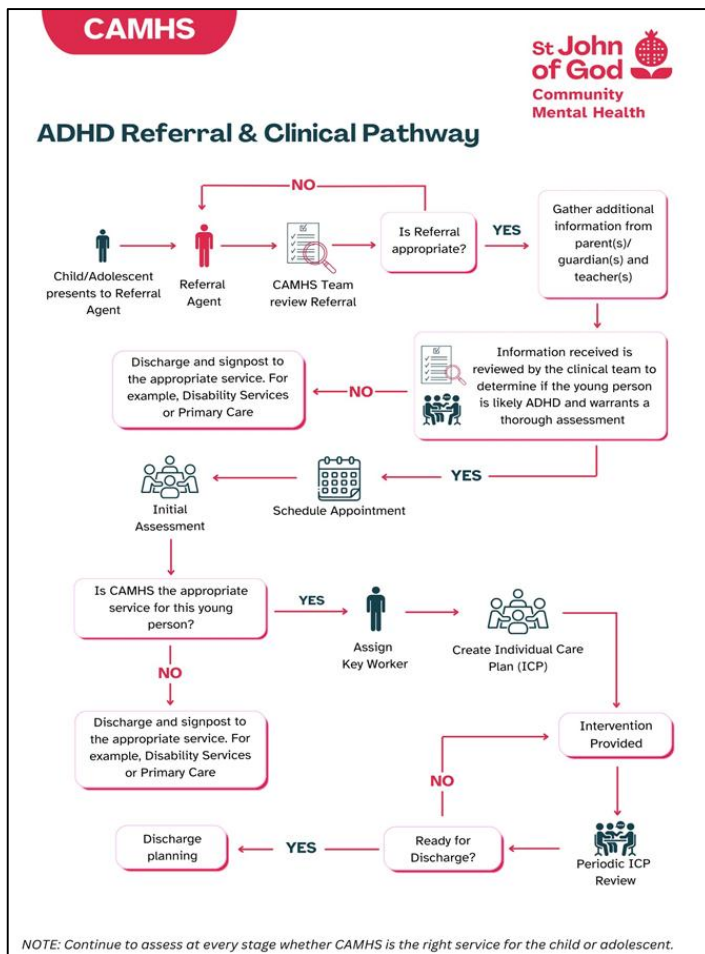 CAMHS
St John
of God
Community
Mental Health
ADHD Referral & Clinical Pathway
NO
Child/Adolescent
presents to Referral
Agent
Referral
Agent
CAMHS Team
review Referral
Is Referral
appropriate?
YES
Gather additional
information from
parent(s)/
guardian(s) and
teacher(s)
Information received is
reviewed by the clinical team to
determine if the young person
is likely ADHD and warrants a
thorough assessment
NO
Discharge and signpost to
the appropriate service. For
example, Disability Services
or Primary Care
YES
Schedule Appointment
Initial
Assessment
Is CAMHS the appropriate
service for this young
person?
YES
Assign
Key Worker
Create Individual Care
Plan (ICP)
NO
Discharge and signpost to
the appropriate service. For
example, Disability Services
or Primary Care
Intervention
Provided
NO
Periodic ICP
Review
Ready for
Discharge?
YES
Discharge
planning
NOTE: Continue to assess at every stage whether CAMHS is the right service for the child or adolescent.